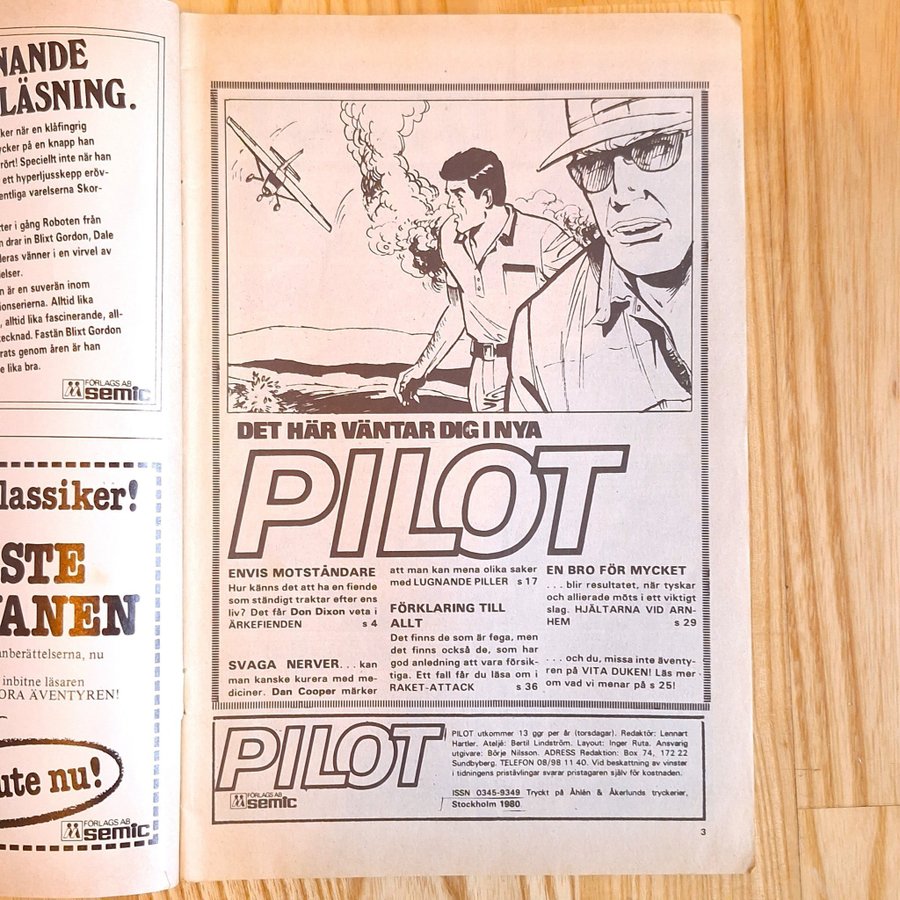 NANDE
LÄSNING.
ker när en klåfingrig
ycker på en knapp han
rört! Speciellt inte när han
ett hyperljusskepp eröv-
entliga varelserna Skor-
ter i gång Roboten från
n drar in Blixt Gordon, Dale
leras vänner i en virvel av
elser.
n är en suverän inom
ionserierna. Alltid lika
, alltid lika fascinerande, all-
ecknad. Fastän Blixt Gordon
rats genom åren är han
e lika bra.
FÖRLAGS AB
semic
lassiker!
STE
ANEN
anberättelserna, nu
inbitne läsaren
ORA ÄVENTYREN!
ute nu!
FÖRLAGS AB
semic
DET HÄR VÄNTAR DIG I NYA
PILOT
ENVIS MOTSTÅNDARE
Hur känns det att ha en fiende
som ständigt traktar efter ens
liv? Det får Don Dixon veta i
ÄRKEFIENDEN s 4
SVAGA NERVER... kan
man kanske kurera med me-
diciner. Dan Cooper märker
att man kan mena olika saker
med LUGNANDE PILLER s 17
FÖRKLARING TILL
ALLT
Det finns de som är fega, men
det finns också de, som har
god anledning att vara försik-
tiga. Ett fall får du läsa om i
RAKET-ATTACK s 36
EN BRO FÖR MYCKET
... blir resultatet, när tyskar
och allierade möts i ett viktigt
slag. HJÄLTARNA VID ARN-
HEM s 29
... och du, missa inte äventy-
ren på VITA DUKEN! Läs mer
om vad vi menar på s 25!
PILOT
FÖRLAGS AB
semic
PILOT utkommer 13 ggr per år (torsdagar). Redaktör: Lennart
Hartler. Ateljé: Bertil Lindström. Layout: Inger Ruta. Ansvarig
utgivare: Börje Nilsson. ADRESS Redaktion: Box 74, 172 22
Sundbyberg. TELEFON 08/98 11 40. Vid beskattning av vinster
i tidningens pristävlingar svarar pristagaren själv för kostnaden.
ISSN 0345-9349 Tryckt på Åhlén & Åkerlunds tryckerier,
Stockholm 1980
3